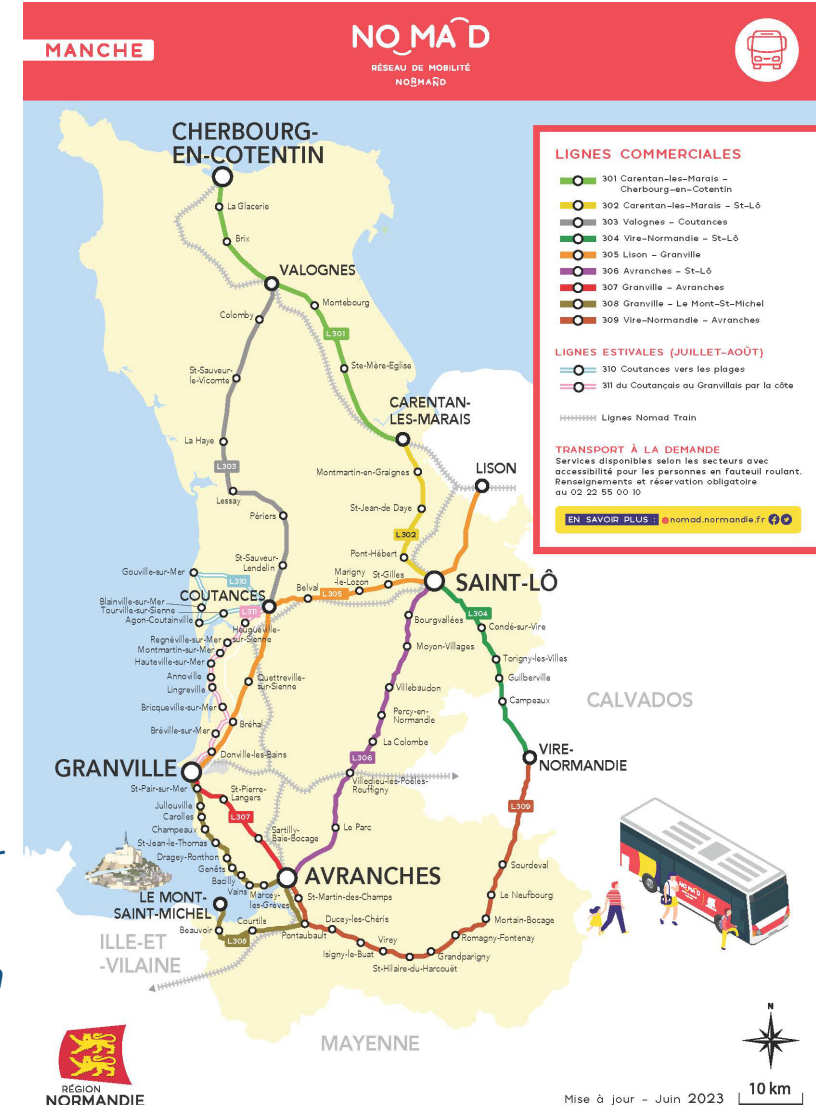 MANCHE
NOMAD
RÉSEAU DE MOBILITÉ
NORMAND
CHERBOURG-
EN-COTENTIN
La Glacerie
Brix
VALOGNES
Colomby
Montebourg
L301
St-Sauveur-
le-Vicomte
Ste-Mère-Eglise
CARENTAN-
LES-MARAIS
La Haye
L303
Montmartin-en-Graignes
LISON
Lessay
St-Jean-de Daye
Périers
L302
Pont-Hébert
St-Sauveur-
Lendelin
Gouville-sur-Mer
L310
Marigny
-le-Lozon
St-Gilles
SAINT-LÔ
Belval
L305
COUTANCES
Blainville-sur-Mer
Tourville-sur-Sienne
Agon-Coutainville
L311
Heugueville-
sur-Sienne
Bourgvallées
L304
Condé-sur-Vire
Regnéville-sur-Mer
Montmartin-sur-Mer
Hauteville-sur-Mer
Moyon-Villages
Torigny-les-Villes
Annoville
Lingreville
Quettreville-
sur-Sienne
Villebaudon
Guilberville
Campeaux
CALVADOS
Bricqueville-sur-Mer
Percy-en-
Normandie
Bréville-sur-Mer
Bréhal
La Colombe
Donville-les-Bains
L306
VIRE-
NORMANDIE
GRANVILLE
Villedieu-les-Poêles-
Rouffigny
St-Pair-sur-Mer
St-Pierre-
Langers
Jullouville
Carolles
L307
L309
Champeaux
St-Jean-le-Thomas
Sartilly-
Baie-Bocage
Le Parc
Dragey-Ronthon
Genêts
Badilly
Vains
Marcey-
les-Grèves
AVRANCHES
Sourdeval
LE MONT-
SAINT-MICHEL
St-Martin-des-Champs
Le Neufbourg
Beauvoir
Courtils
L308
Pontaubault
Ducey-les-Chéris
Mortain-Bocage
Virey
Romagny-Fontenay
Isigny-le-Buat
Grandparigny
St-Hilaire-du-Harcouët
ILLE-ET
-VILAINE
MAYENNE
LIGNES COMMERCIALES
301 Carentan-les-Marais –
Cherbourg-en-Cotentin
302 Carentan-les-Marais – St-Lô
303 Valognes – Coutances
304 Vire-Normandie – St-Lô
305 Lison – Granville
306 Avranches – St-Lô
307 Granville – Avranches
308 Granville – Le Mont-St-Michel
309 Vire-Normandie – Avranches
LIGNES ESTIVALES (JUILLET-AOÛT)
310 Coutances vers les plages
311 du Coutançais au Granvillais par la côte
Lignes Nomad Train
TRANSPORT À LA DEMANDE
Services disponibles selon les secteurs avec
accessibilité pour les personnes en fauteuil roulant.
Renseignements et réservation obligatoire
au 02 22 55 00 10
EN SAVOIR PLUS : nomad.normandie.fr
NOMAD
RÉGION
NORMANDIE
N
10 km
Mise à jour – Juin 2023